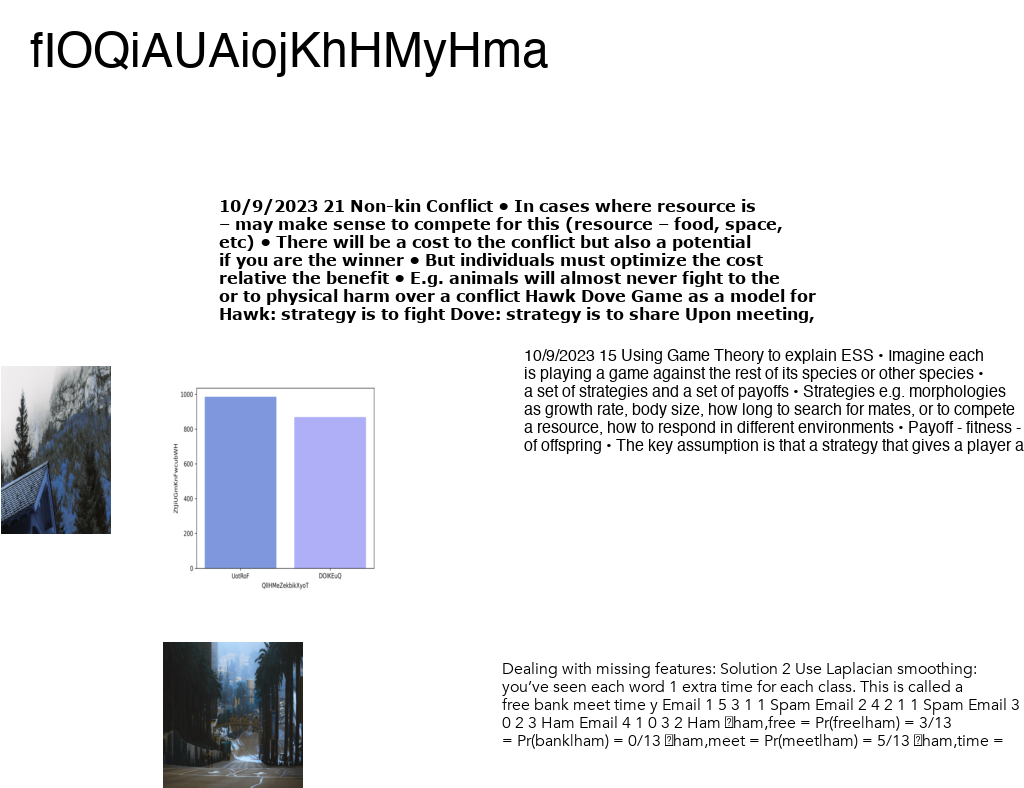 flOQiAUAiojKhHMyHma
10/9/2023 21 Non-kin Conflict • In cases where resource is
– may make sense to compete for this (resource – food, space,
etc) • There will be a cost to the conflict but also a potential
if you are the winner • But individuals must optimize the cost
relative the benefit • E.g. animals will almost never fight to the
or to physical harm over a conflict Hawk Dove Game as a model for
Hawk: strategy is to fight Dove: strategy is to share Upon meeting,
10/9/2023 15 Using Game Theory to explain ESS • Imagine each
is playing a game against the rest of its species or other species •
a set of strategies and a set of payoffs • Strategies e.g. morphologies
as growth rate, body size, how long to search for mates, or to compete
a resource, how to respond in different environments • Payoff - fitness -
of offspring • The key assumption is that a strategy that gives a player a
1000
800
600
400
200
0
UotRoF
DOIKEuQ
Dealing with missing features: Solution 2 Use Laplacian smoothing:
you’ve seen each word 1 extra time for each class. This is called a
free bank meet time y Email 1 5 3 1 1 Spam Email 2 4 2 1 1 Spam Email 3
0 2 3 Ham Email 4 1 0 3 2 Ham ham,free = Pr(free|ham) = 3/13
= Pr(bank|ham) = 0/13 ham,meet = Pr(meet|ham) = 5/13 ham,time =